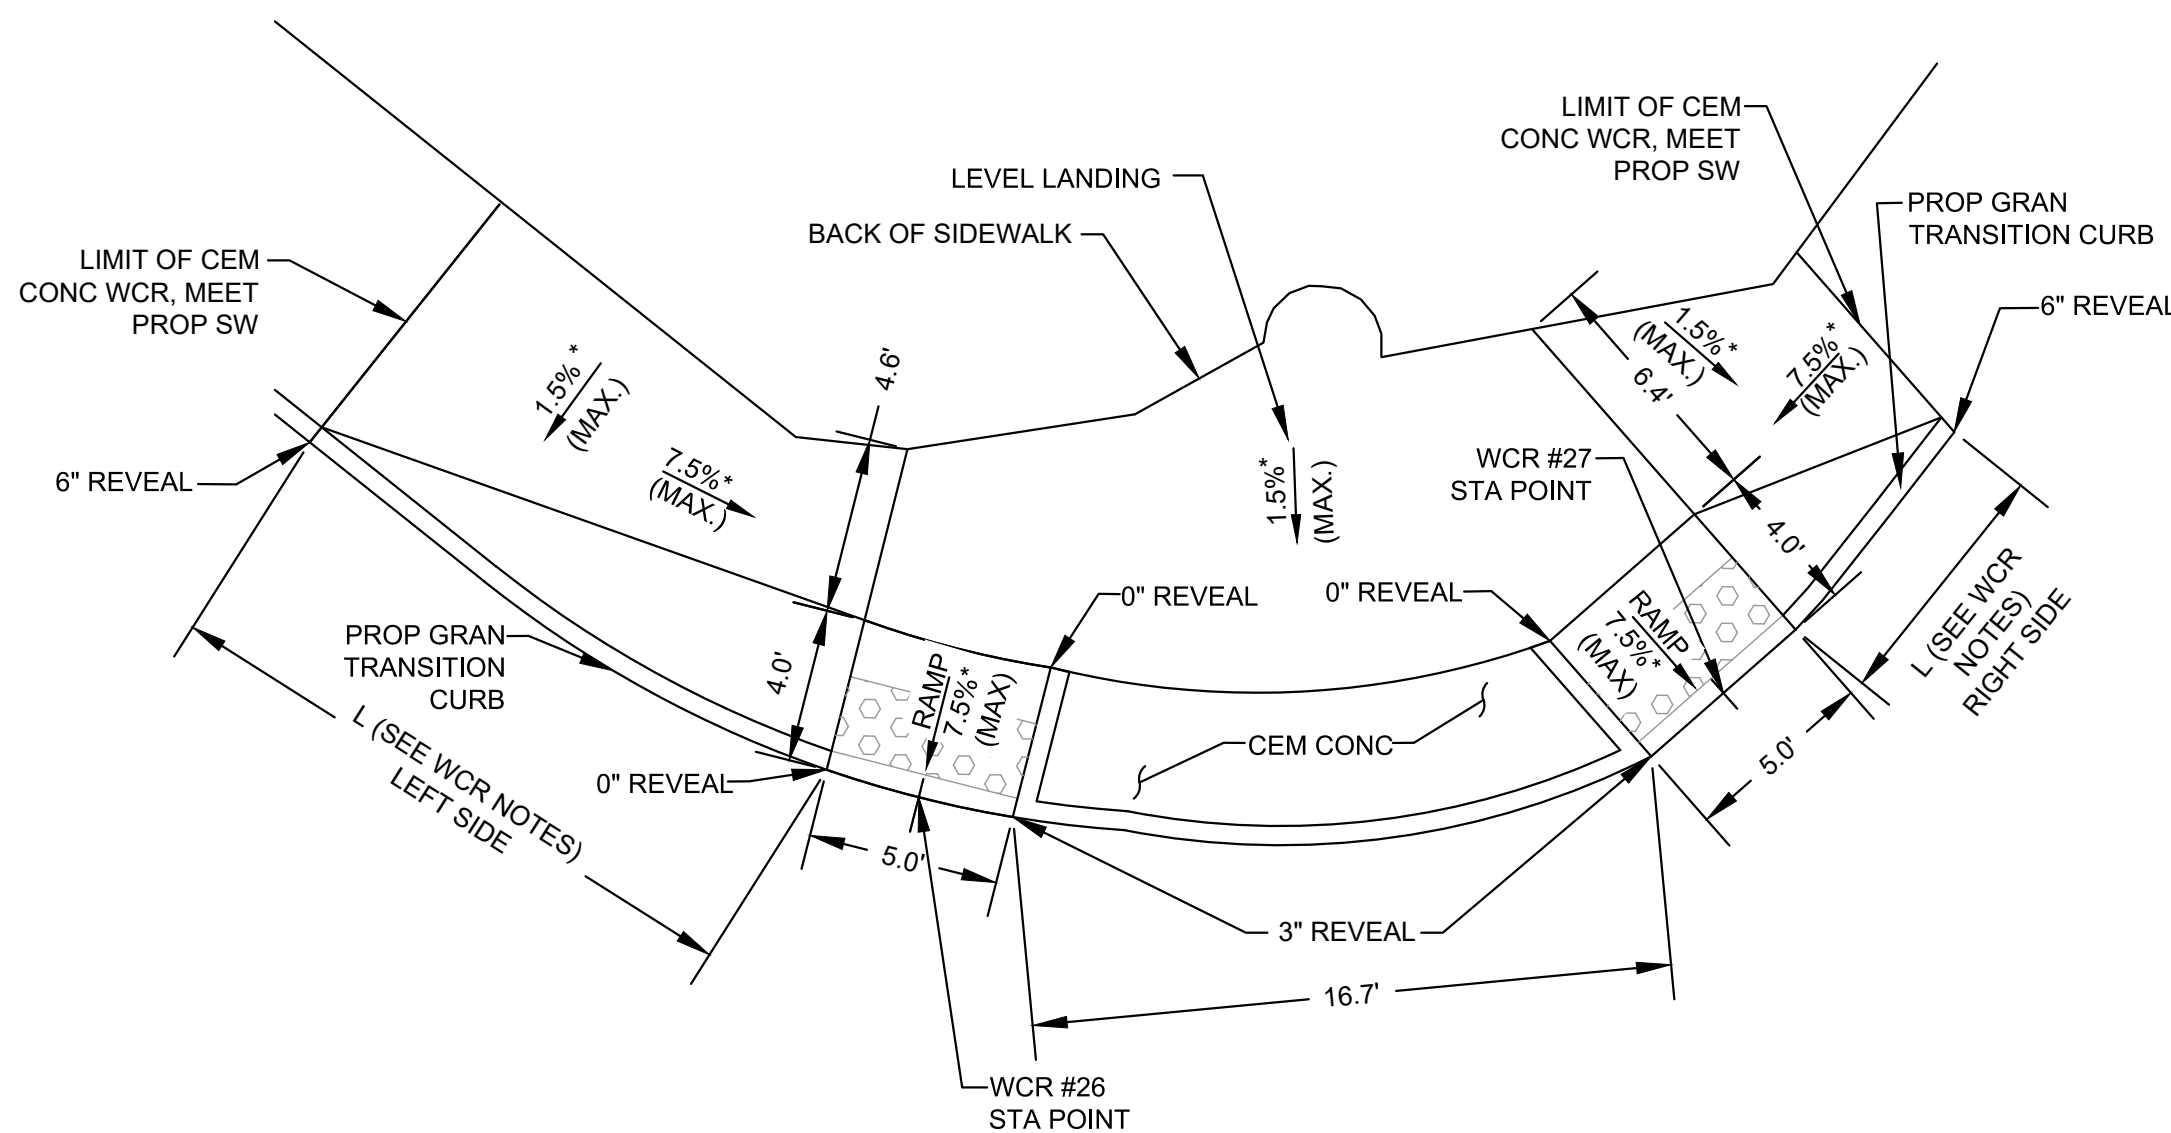 LIMIT OF CEM
CONC WCR, MEET
PROP SW
LEVEL LANDING
BACK OF SIDEWALK
LIMIT OF CEM
CONC WCR, MEET
PROP SW
PROP GRAN
TRANSITION CURB
6" REVEAL
6" REVEAL
1.5%*
(MAX.)
7.5%*
(MAX.)
4.6'
1.5%*
(MAX.)
1.5%*
(MAX.)
6.4'
7.5%*
(MAX.)
WCR #27
STA POINT
4.0'
0" REVEAL
0" REVEAL
PROP GRAN
TRANSITION
CURB
4.0'
RAMP
7.5%*
(MAX)
RAMP
7.5%*
(MAX)
L (SEE WCR
NOTES)
RIGHT SIDE
CEM CONC
0" REVEAL
L (SEE WCR NOTES)
LEFT SIDE
5.0'
5.0'
3" REVEAL
16.7'
WCR #26
STA POINT